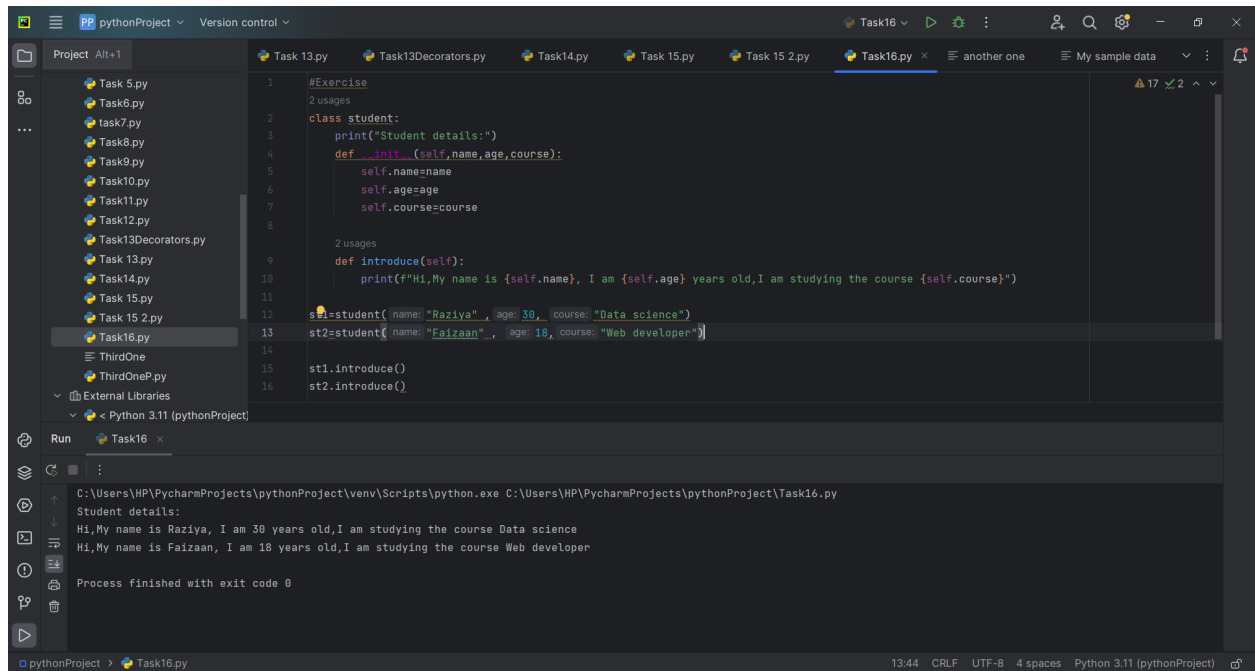 PC PP pythonProject Version control Task16
Project Alt+1 Task 13.py Task13Decorators.py Task14.py Task 15.py Task 15 2.py Task16.py another one My sample data
Task 5.py
Task6.py
task7.py
Task8.py
Task9.py
Task10.py
Task11.py
Task12.py
Task13Decorators.py
Task 13.py
Task14.py
Task 15.py
Task 15 2.py
Task16.py
ThirdOne
ThirdOneP.py
External Libraries
< Python 3.11 (pythonProject)
17 2
1 #Exercise
2 usages
2 class student:
3 print("Student details:")
4 def __init__(self,name,age,course):
5 self.name=name
6 self.age=age
7 self.course=course
8
2 usages
9 def introduce(self):
10 print(f"Hi,My name is {self.name}, I am {self.age} years old,I am studying the course {self.course}")
11
12 st1=student( name: "Raziya" , age: 30, course: "Data science")
13 st2=student( name: "Faizaan" , age: 18, course: "Web developer")
14
15 st1.introduce()
16 st2.introduce()
Run Task16
C:\Users\HP\PycharmProjects\pythonProject\venv\Scripts\python.exe C:\Users\HP\PycharmProjects\pythonProject\Task16.py
Student details:
Hi,My name is Raziya, I am 30 years old,I am studying the course Data science
Hi,My name is Faizaan, I am 18 years old,I am studying the course Web developer
Process finished with exit code 0
pythonProject > Task16.py 13:44 CRLF UTF-8 4 spaces Python 3.11 (pythonProject)